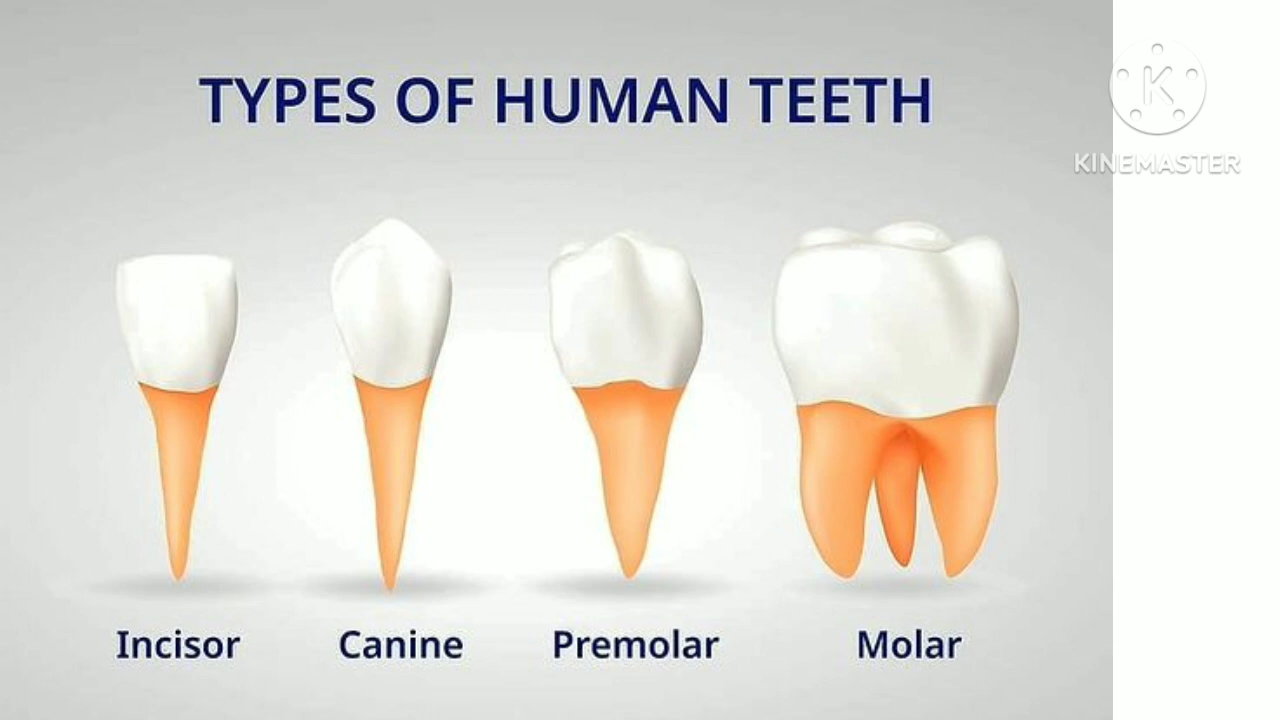 TYPES OF HUMAN TEETH
K
KINEMASTER
Incisor Canine Premolar Molar